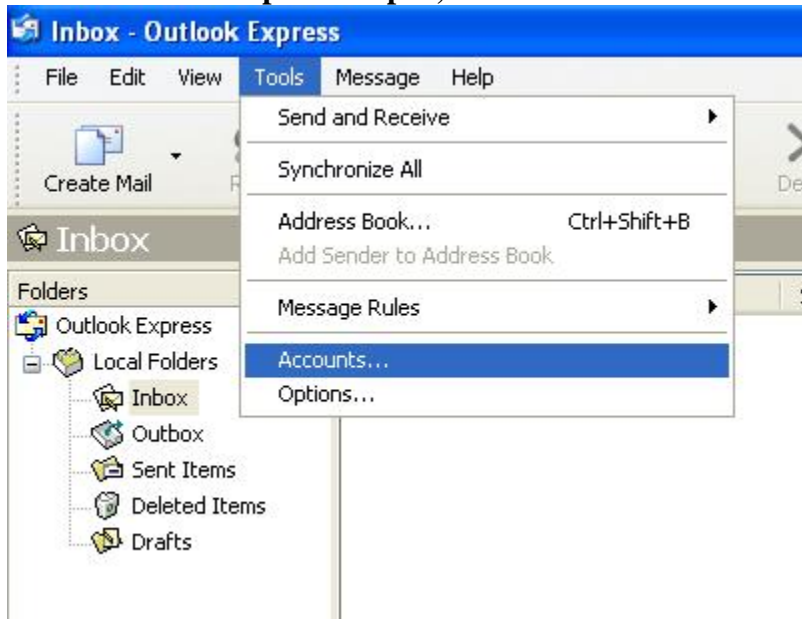 Inbox - Outlook Express
File Edit View Tools Message Help
Send and Receive
Synchronize All
Address Book... Ctrl+Shift+B
Add Sender to Address Book
Message Rules
Accounts...
Options...
Create Mail
Inbox
Folders
Outlook Express
Local Folders
Inbox
Outbox
Sent Items
Deleted Items
Drafts